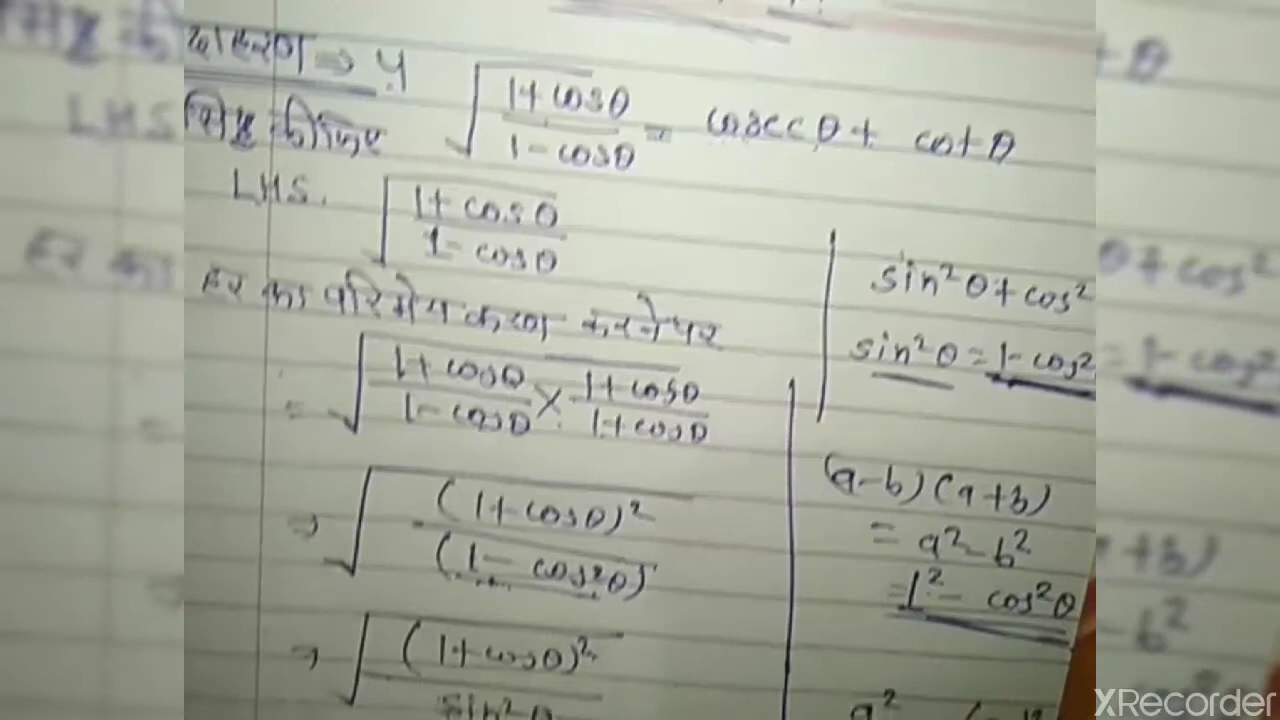 उदाहरण ⇒ 4
सिद्ध कीजिए √(1+cosθ / 1-cosθ) = cosecθ + cotθ
LHS. √(1+cosθ / 1-cosθ)
हर का परिमेयकरण करने पर
= √(1+cosθ / 1-cosθ × 1+cosθ / 1+cosθ)
⇒ √((1+cosθ)² / (1-cos²θ))
⇒ √((1+cosθ)² / sin²θ)
sin²θ+cos²
sin²θ=1-cos²
(a-b)(a+b)
= a²-b²
=1²- cos²θ
a²
XRecorder